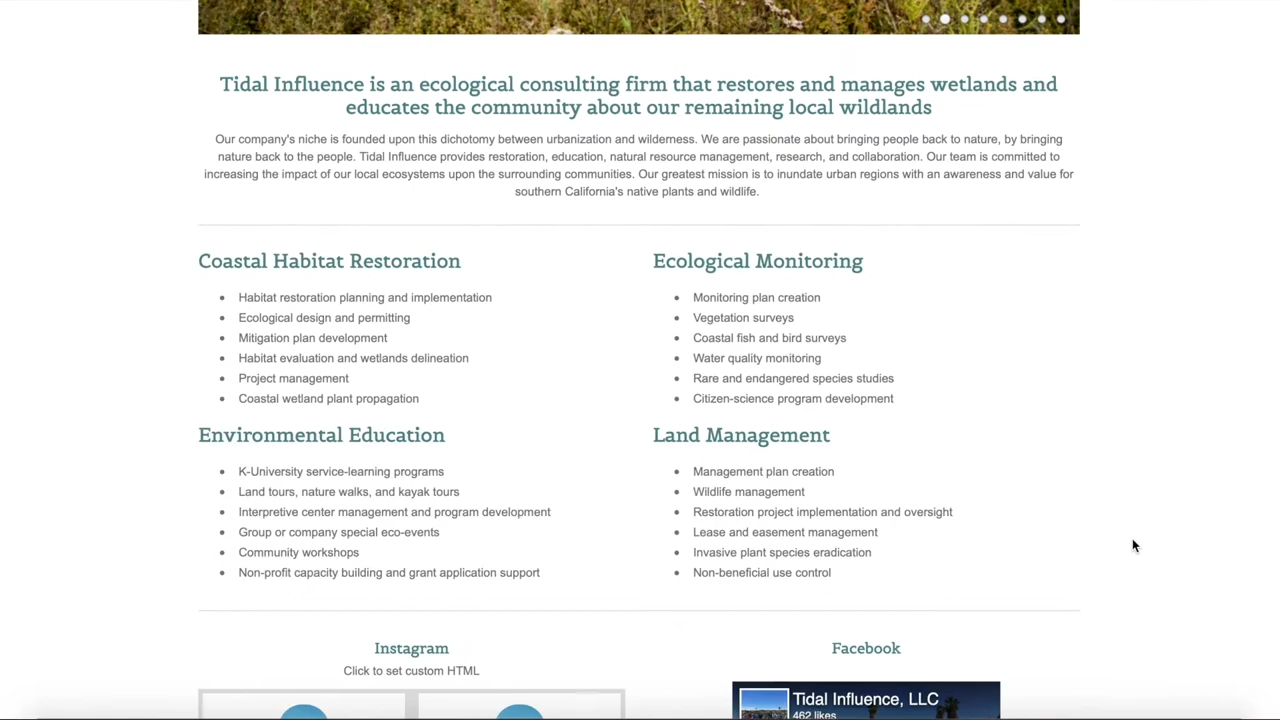 Tidal Influence is an ecological consulting firm that restores and manages wetlands and
educates the community about our remaining local wildlands
Our company's niche is founded upon this dichotomy between urbanization and wilderness. We are passionate about bringing people back to nature, by bringing
nature back to the people. Tidal Influence provides restoration, education, natural resource management, research, and collaboration. Our team is committed to
increasing the impact of our local ecosystems upon the surrounding communities. Our greatest mission is to inundate urban regions with an awareness and value for
southern California's native plants and wildlife.
Coastal Habitat Restoration
Habitat restoration planning and implementation
Ecological design and permitting
Mitigation plan development
Habitat evaluation and wetlands delineation
Project management
Coastal wetland plant propagation
Ecological Monitoring
Monitoring plan creation
Vegetation surveys
Coastal fish and bird surveys
Water quality monitoring
Rare and endangered species studies
Citizen-science program development
Environmental Education
K-University service-learning programs
Land tours, nature walks, and kayak tours
Interpretive center management and program development
Group or company special eco-events
Community workshops
Non-profit capacity building and grant application support
Land Management
Management plan creation
Wildlife management
Restoration project implementation and oversight
Lease and easement management
Invasive plant species eradication
Non-beneficial use control
Instagram
Click to set custom HTML
Facebook
Tidal Influence, LLC
462 likes